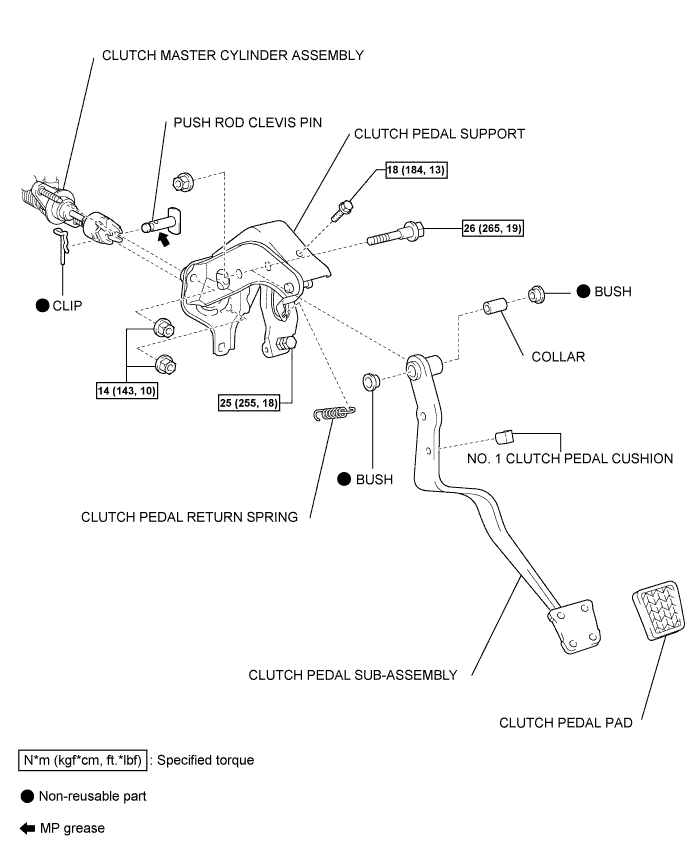 CLUTCH MASTER CYLINDER ASSEMBLY
PUSH ROD CLEVIS PIN
CLUTCH PEDAL SUPPORT
18 (184, 13)
26 (265, 19)
BUSH
CLIP
COLLAR
14 (143, 10)
25 (255, 18)
NO. 1 CLUTCH PEDAL CUSHION
BUSH
CLUTCH PEDAL RETURN SPRING
CLUTCH PEDAL SUB-ASSEMBLY
CLUTCH PEDAL PAD
N*m (kgf*cm, ft.*lbf) : Specified torque
Non-reusable part
MP grease